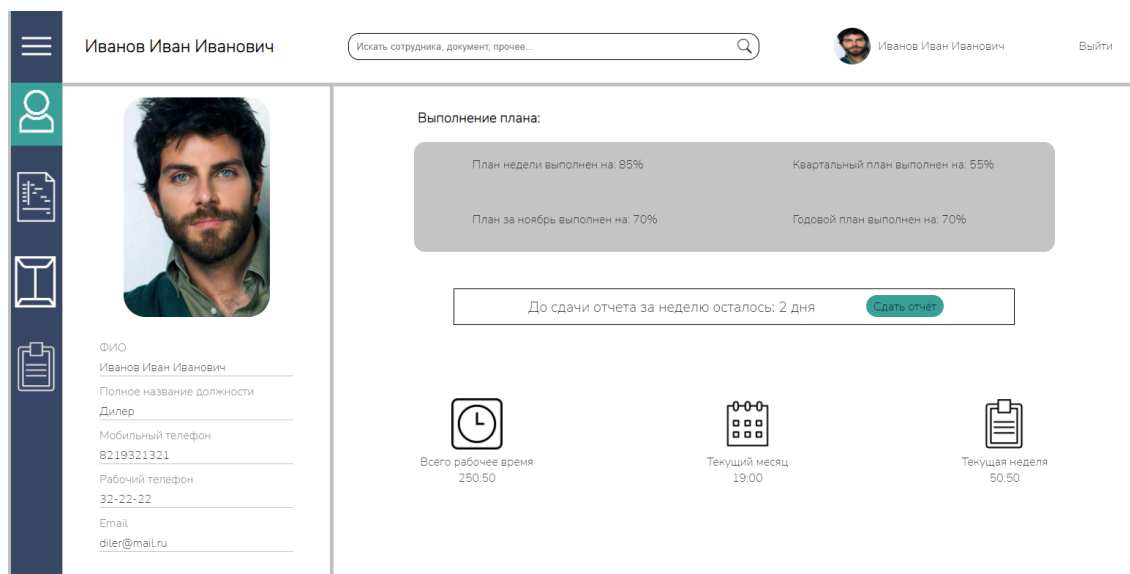 Иванов Иван Иванович
Искать сотрудника, документ, прочее...
Иванов Иван Иванович
Выйти
ФИО
Иванов Иван Иванович
Полное название должности
Дилер
Мобильный телефон
8219321321
Рабочий телефон
32-22-22
Email
diler@mail.ru
Выполнение плана:
План недели выполнен на: 85%
Квартальный план выполнен на: 55%
План за ноябрь выполнен на: 70%
Годовой план выполнен на: 70%
До сдачи отчета за неделю осталось: 2 дня
Сдать отчёт
Всего рабочее время
250:50
Текущий месяц
19:00
Текущая неделя
50:50